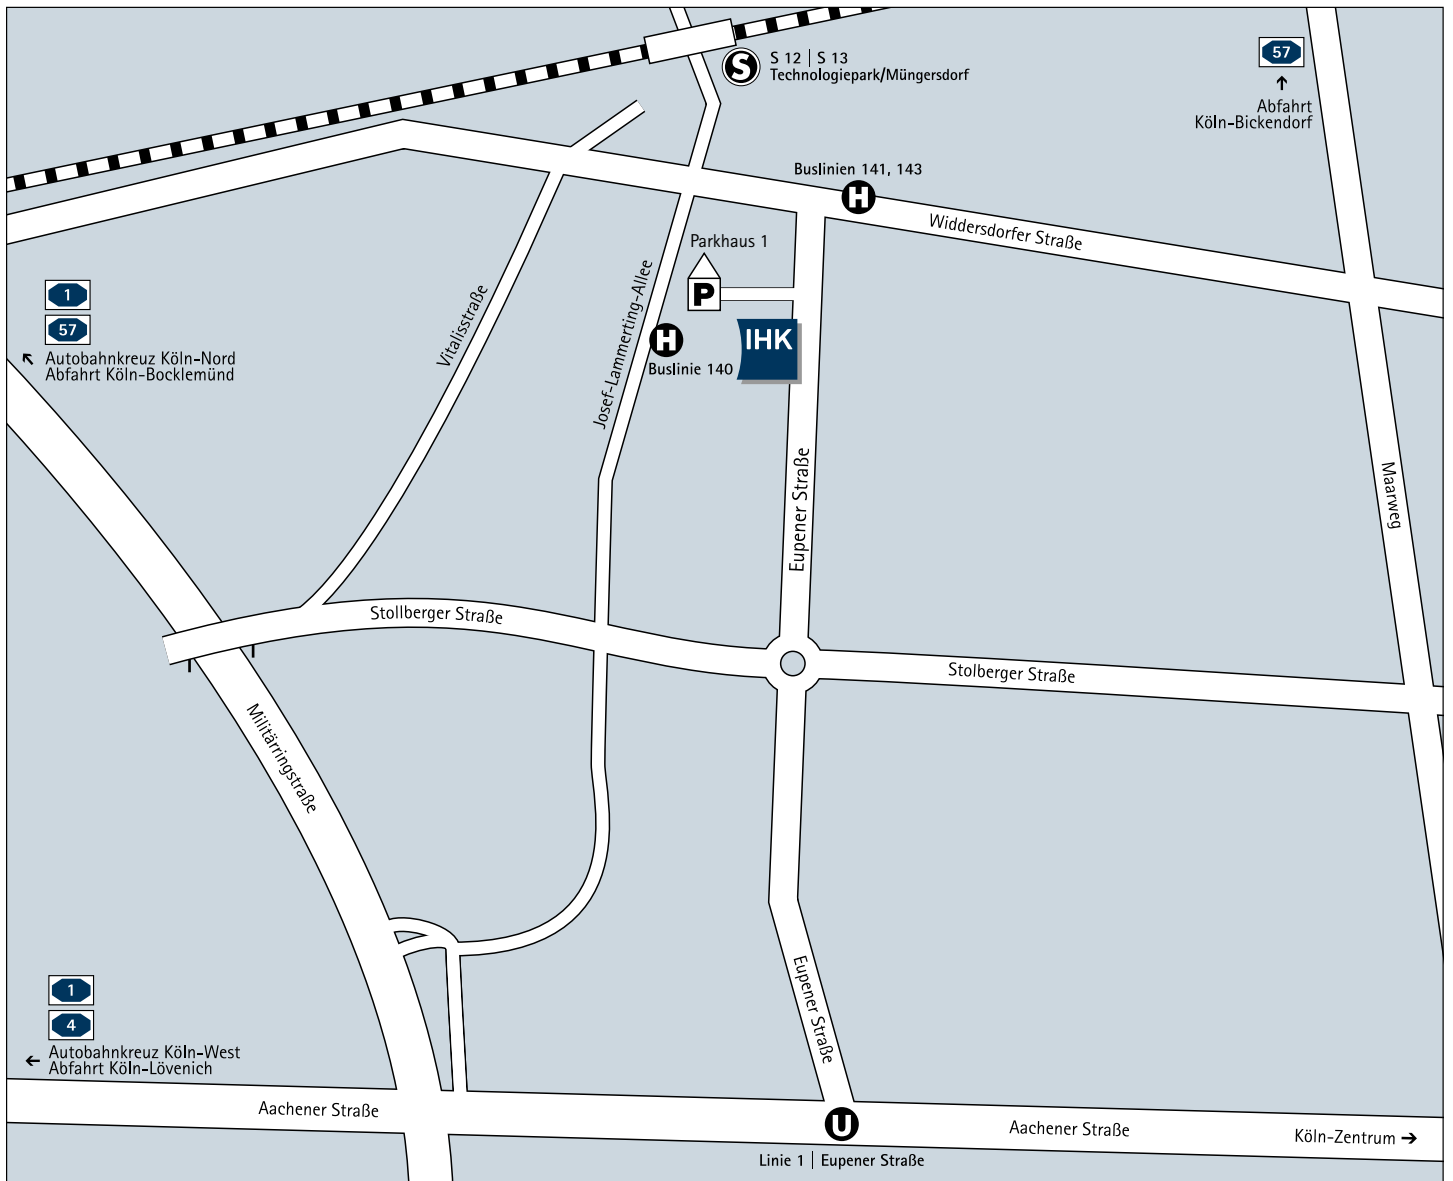 S
S 12 | S 13
Technologiepark/Müngersdorf
57
↑
Abfahrt
Köln-Bickendorf
Buslinien 141, 143
H
Widdersdorfer Straße
Parkhaus 1
P
1
57
↖ Autobahnkreuz Köln-Nord
Abfahrt Köln-Bocklemünd
Vitalisstraße
Josef-Lammerting-Allee
H
Buslinie 140
IHK
Eupener Straße
Maarweg
Stollberger Straße
Stolberger Straße
Militärringstraße
Eupener Straße
1
4
← Autobahnkreuz Köln-West
Abfahrt Köln-Lövenich
Aachener Straße
U
Aachener Straße
Köln-Zentrum →
Linie 1 | Eupener Straße